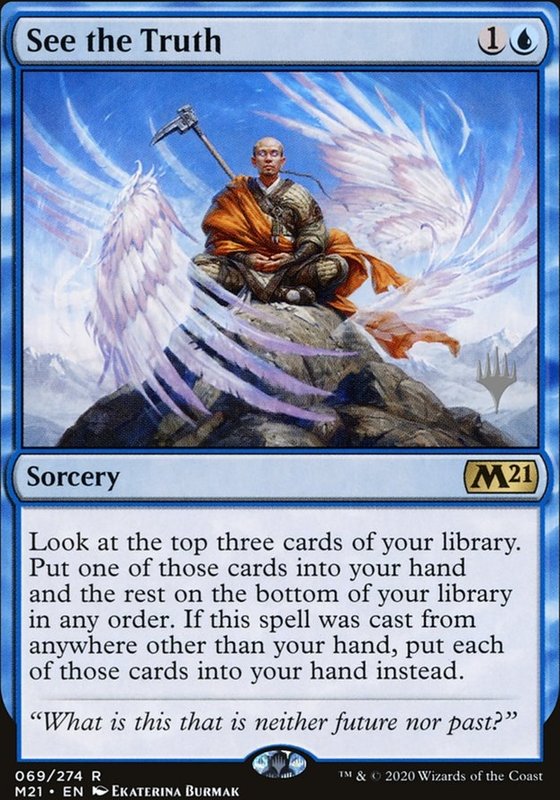 See the Truth 1
Sorcery M21
Look at the top three cards of your library.
Put one of those cards into your hand
and the rest on the bottom of your library
in any order. If this spell was cast from
anywhere other than your hand, put each
of those cards into your hand instead.
“What is this that is neither future nor past?”
069/274 R
M21 • EN Ekaterina Burmak ™ & © 2020 Wizards of the Coast